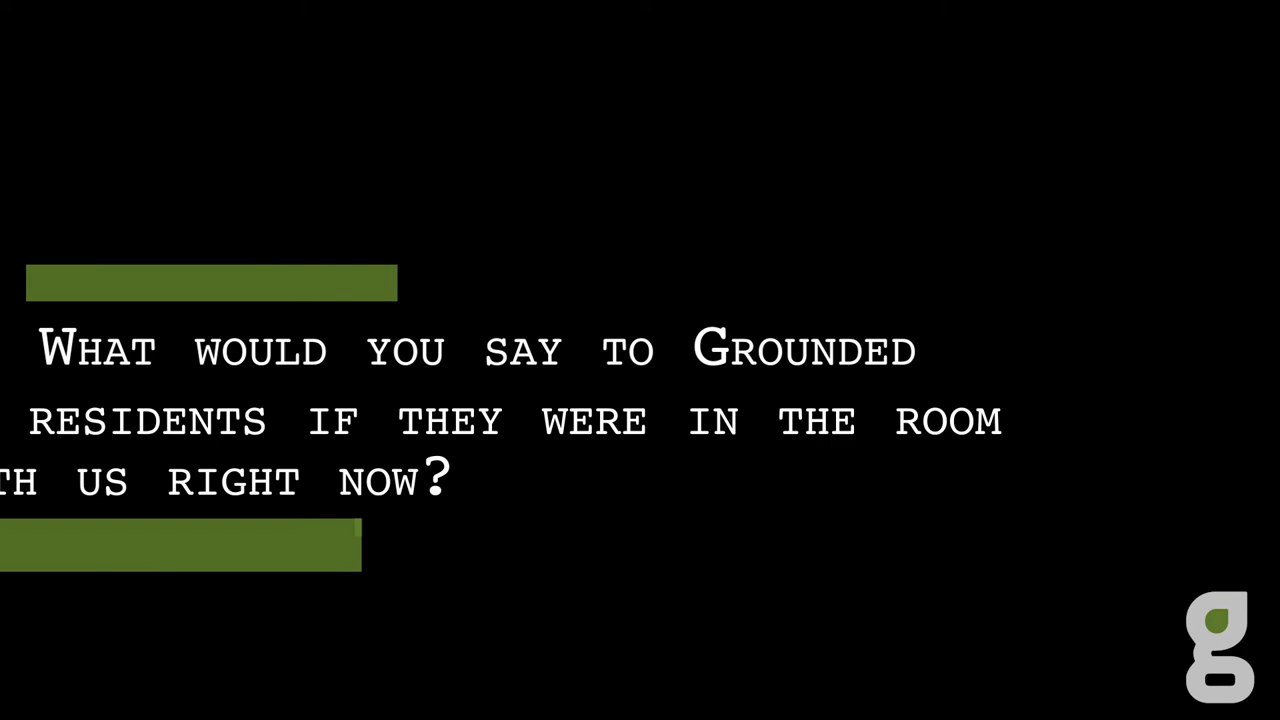 What would you say to Grounded
residents if they were in the room
th us right now?
g